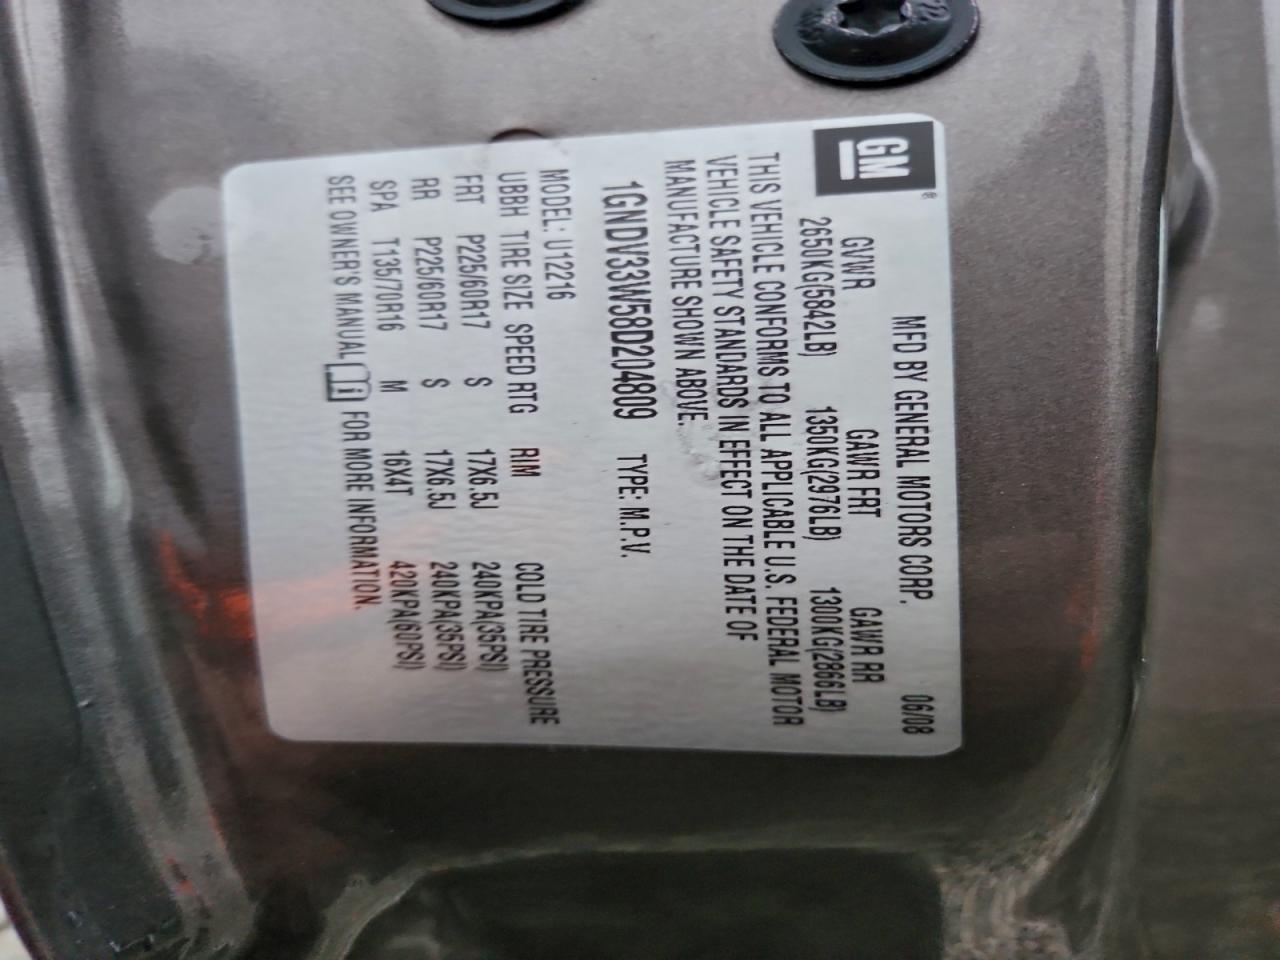 GM®
MFD BY GENERAL MOTORS CORP. 06/08
GVWR GAWR FRT GAWR RR
2650KG(5842LB) 1350KG(2976LB) 1300KG(2866LB)
THIS VEHICLE CONFORMS TO ALL APPLICABLE U.S. FEDERAL MOTOR
VEHICLE SAFETY STANDARDS IN EFFECT ON THE DATE OF
MANUFACTURE SHOWN ABOVE.
1GNDV33W58D204809 TYPE: M.P.V.
MODEL: U12216
UBBH TIRE SIZE SPEED RTG RIM COLD TIRE PRESSURE
FRT P225/60R17 S 17X6.5J 240KPA(35PSI)
RR P225/60R17 S 17X6.5J 240KPA(35PSI)
SPA T135/70R16 M 16X4T 420KPA(60PSI)
SEE OWNER'S MANUAL FOR MORE INFORMATION.